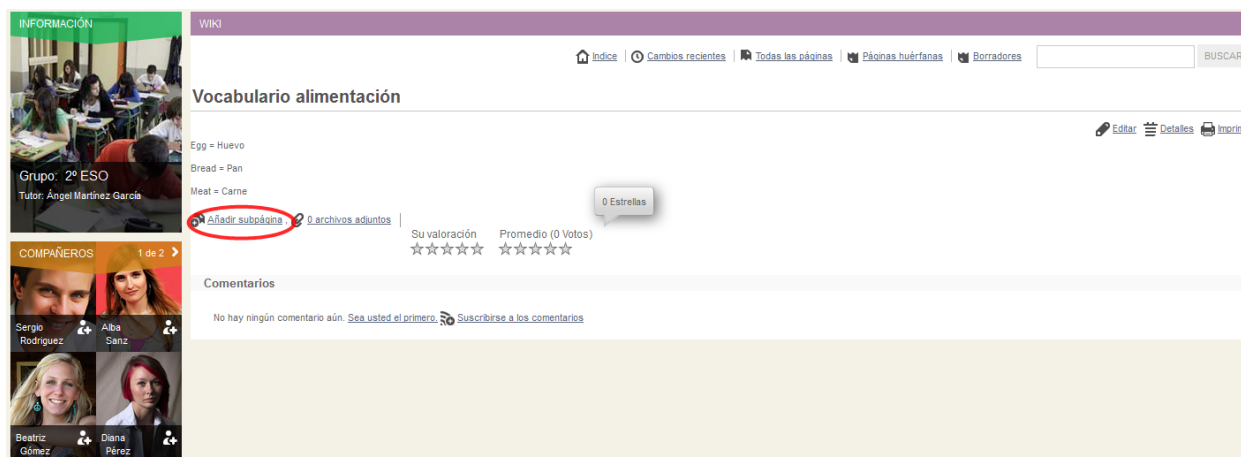 INFORMACIÓN
Grupo: 2º ESO
Tutor: Ángel Martínez García
COMPAÑEROS 1 de 2
Sergio
Rodriguez
Alba
Sanz
Beatriz
Gómez
Diana
Pérez
WIKI
Indice Cambios recientes Todas las páginas Páginas huérfanas Borradores BUSCAR
Vocabulario alimentación
Editar Detalles Imprim
Egg = Huevo
Bread = Pan
Meat = Carne
0 Estrellas
Añadir subpágina 0 archivos adjuntos
Su valoración Promedio (0 Votos)
Comentarios
No hay ningún comentario aún. Sea usted el primero. Suscribirse a los comentarios